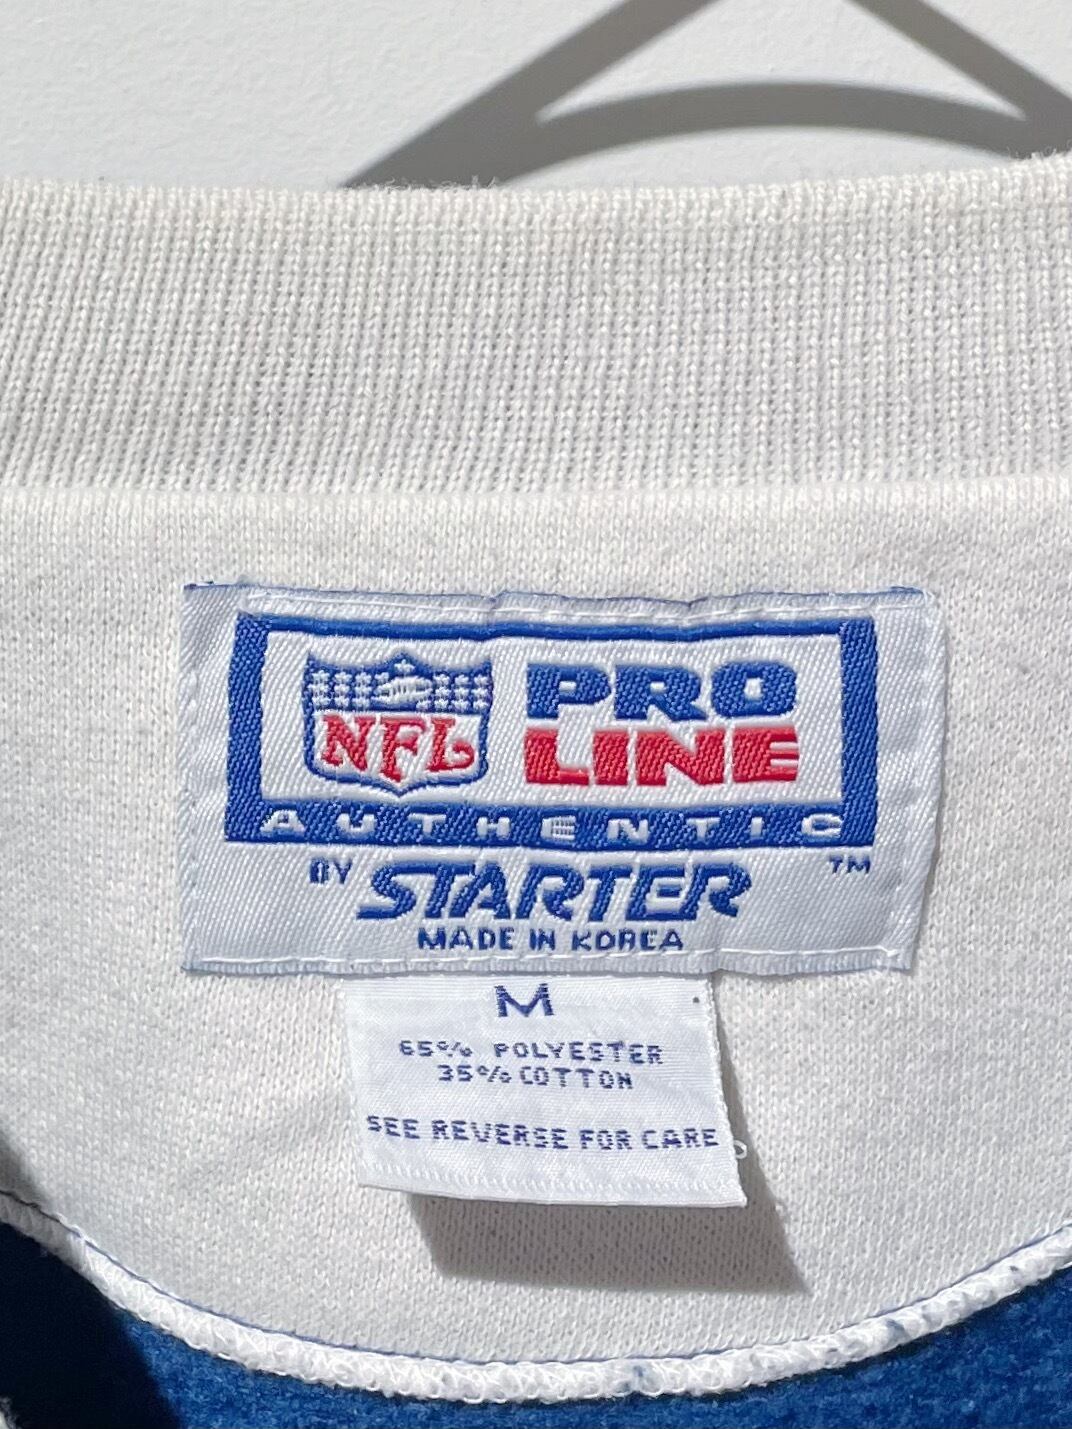 NFL
PRO
LINE
AUTHENTIC
BY STARTER ™
MADE IN KOREA
M
65% POLYESTER
35% COTTON
SEE REVERSE FOR CARE